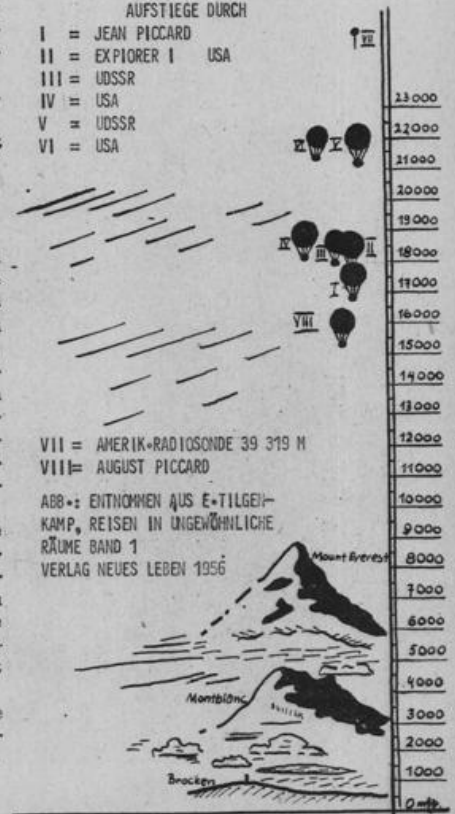 AUFSTIEGE DURCH
I = JEAN PICCARD
II = EXPLORER I USA
III = UDSSR
IV = USA
V = UDSSR
VI = USA
VII
23000
22000
VI V
21000
20000
19000
IV III II
18000
I
17000
16000
VIII
15000
14000
13000
12000
VII = AMERIK.RADIOSONDE 39 319 M
VIII= AUGUST PICCARD
11000
10000
ABB.: ENTNOMMEN AUS E.TILGEN-
KAMP, REISEN IN UNGEWÖHNLICHE
RÄUME BAND 1
VERLAG NEUES LEBEN 1956
9000
Mount Everest
8000
7000
6000
5000
4000
Montblanc
3000
2000
Brocken
1000
0